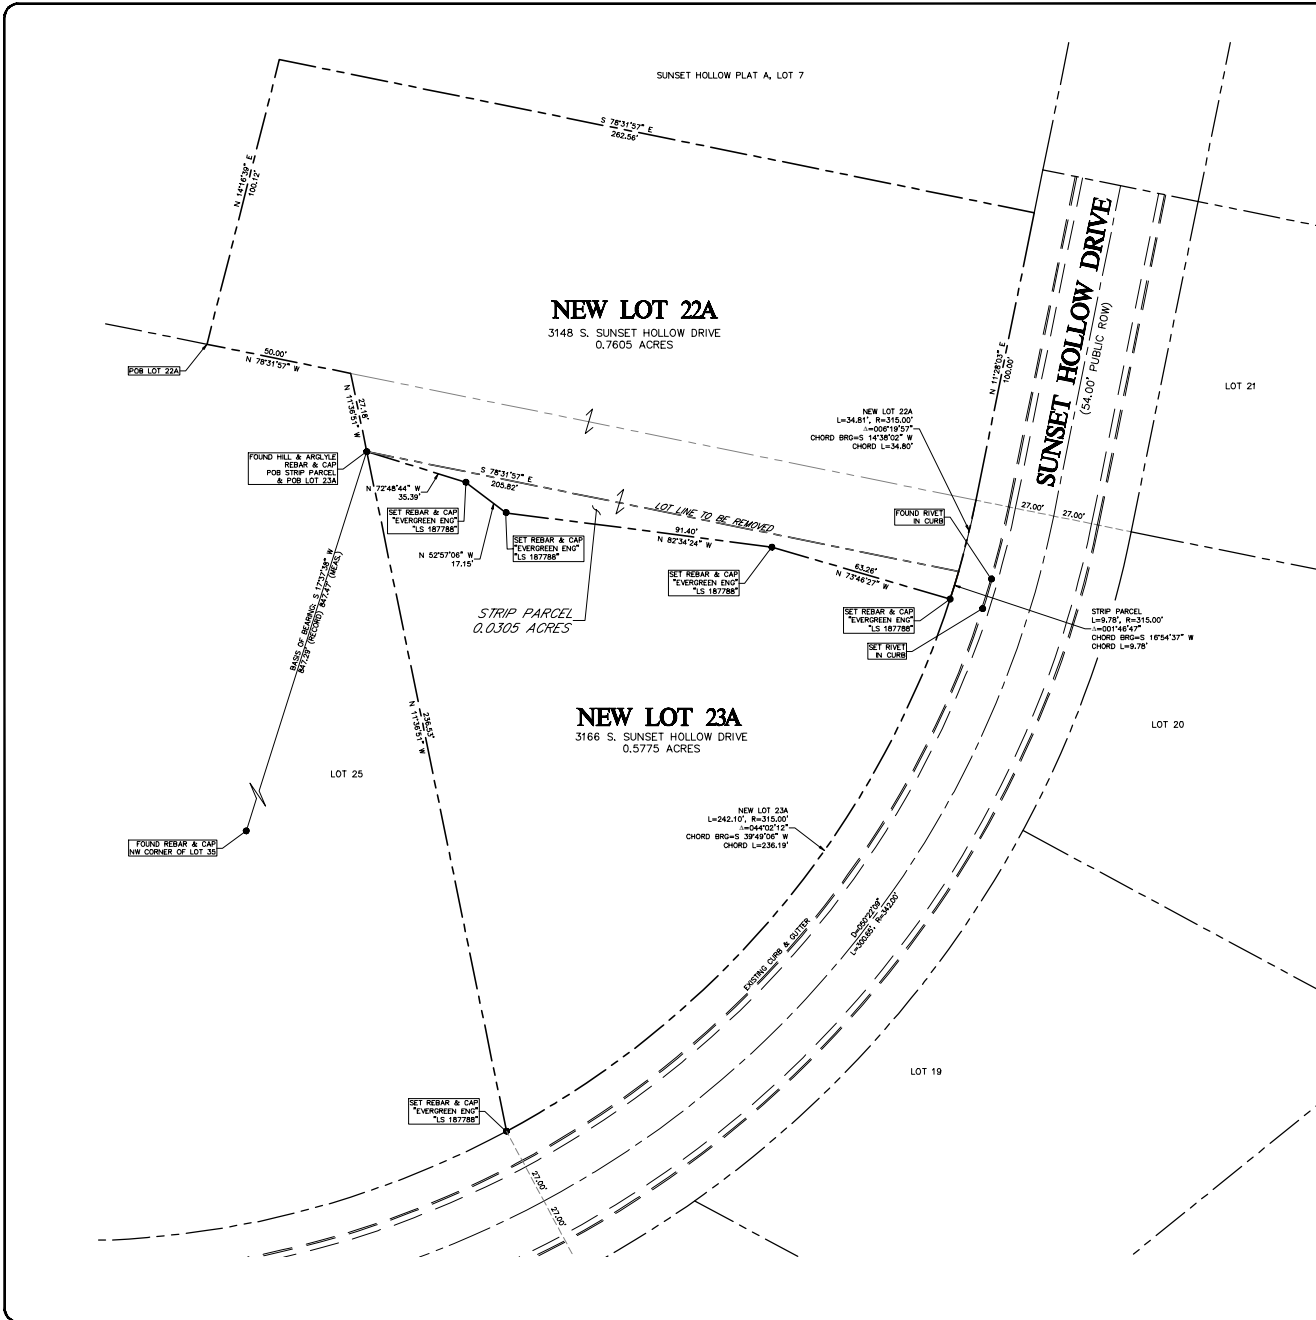 SUNSET HOLLOW PLAT A, LOT 7
S 78°31'57" E
262.56'
N 14°16'39" E
100.12'
NEW LOT 22A
3148 S. SUNSET HOLLOW DRIVE
0.7605 ACRES
SUNSET HOLLOW DRIVE
(54.00' PUBLIC ROW)
N 11°28'03" E
100.00'
LOT 21
50.00'
N 78°31'57" W
POB LOT 22A
27.18'
N 11°36'51" W
NEW LOT 22A
L=34.81', R=315.00'
Δ=006°19'57"
CHORD BRG=S 14°38'02" W
CHORD L=34.80'
FOUND HILL & ARGLYLE
REBAR & CAP
POB STRIP PARCEL
& POB LOT 23A
S 78°31'57" E
205.82'
N 72°48'44" W
35.39'
LOT LINE TO BE REMOVED
FOUND RIVET
IN CURB
27.00'
27.00'
SET REBAR & CAP
"EVERGREEN ENG"
"LS 187788"
SET REBAR & CAP
"EVERGREEN ENG"
"LS 187788"
91.40'
N 82°34'24" W
N 52°57'06" W
17.15'
SET REBAR & CAP
"EVERGREEN ENG"
"LS 187788"
63.26'
N 73°46'27" W
BASIS OF BEARING: S 17°37'38" W
847.29' (RECORD) 847.47' (MEAS.)
STRIP PARCEL
0.0305 ACRES
SET REBAR & CAP
"EVERGREEN ENG"
"LS 187788"
SET RIVET
IN CURB
STRIP PARCEL
L=9.78', R=315.00'
Δ=001°46'47"
CHORD BRG=S 16°54'37" W
CHORD L=9.78'
NEW LOT 23A
3166 S. SUNSET HOLLOW DRIVE
0.5775 ACRES
236.53'
N 11°36'51" W
LOT 20
LOT 25
NEW LOT 23A
L=242.10', R=315.00'
Δ=044°02'12"
CHORD BRG=S 39°49'06" W
CHORD L=236.19'
FOUND REBAR & CAP
NW CORNER OF LOT 35
EXISTING CURB & GUTTER
D=050°22'09"
L=300.65', R=342.00'
LOT 19
SET REBAR & CAP
"EVERGREEN ENG"
"LS 187788"
27.00'
27.00'